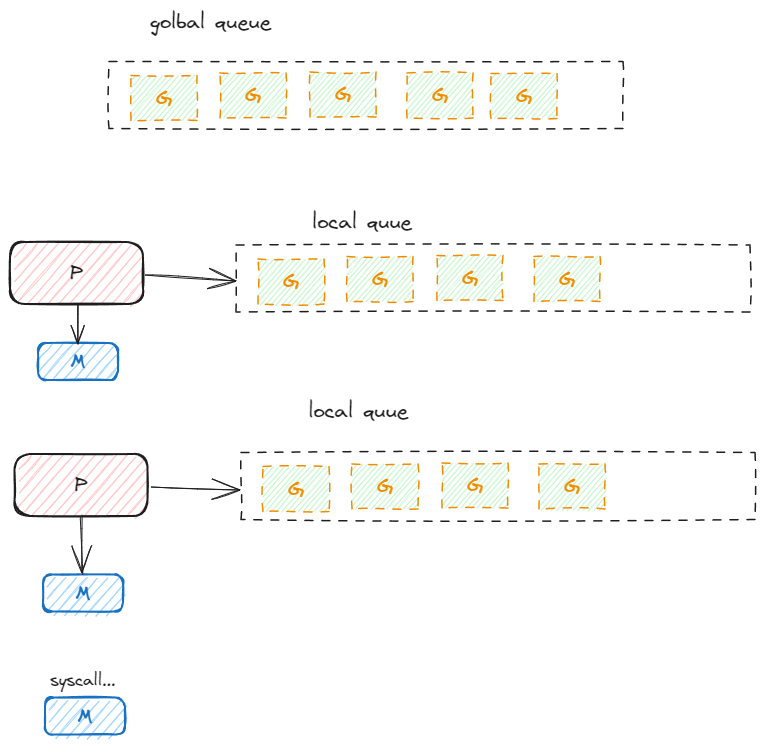 golbal queue
G G G G G
local quue
P
G G G G
M
local quue
P
G G G G
M
syscall...
M